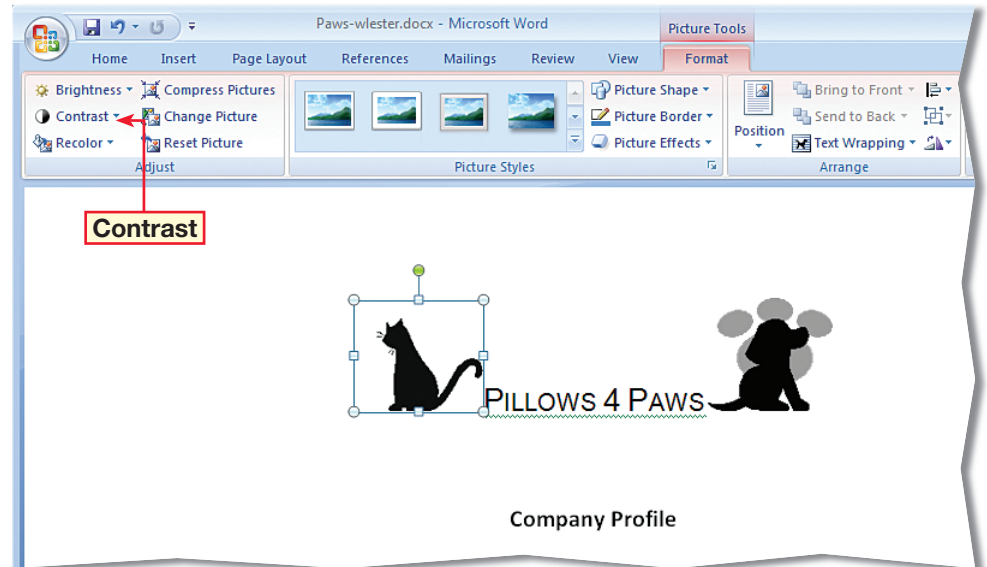 Paws-wlester.docx - Microsoft Word Picture Tools
Home Insert Page Layout References Mailings Review View Format
Brightness Compress Pictures Picture Shape Bring to Front
Contrast Change Picture Picture Border Position Send to Back
Recolor Reset Picture Picture Effects Text Wrapping
Adjust Picture Styles Arrange
Contrast
PILLOWS 4 PAWS
Company Profile